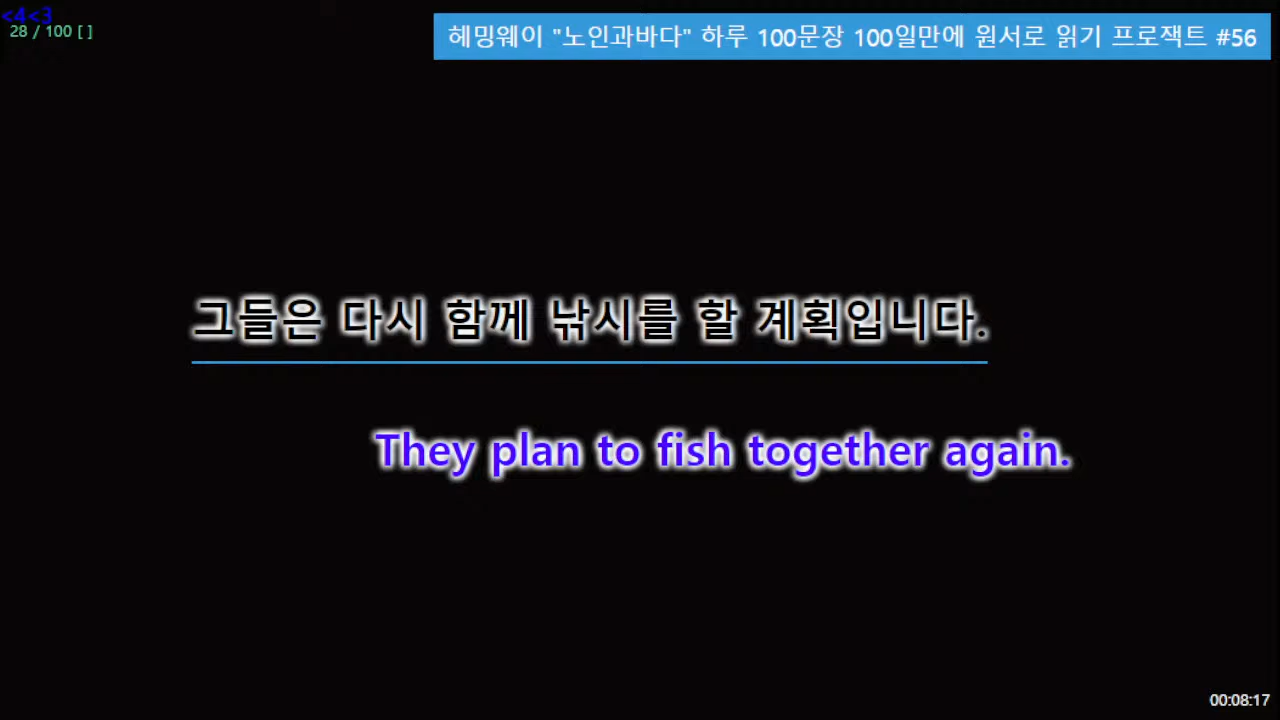 <4<3
28 / 100 [ ]
헤밍웨이 "노인과바다" 하루 100문장 100일만에 원서로 읽기 프로잭트 #56
그들은 다시 함께 낚시를 할 계획입니다.
They plan to fish together again.
00:08:17